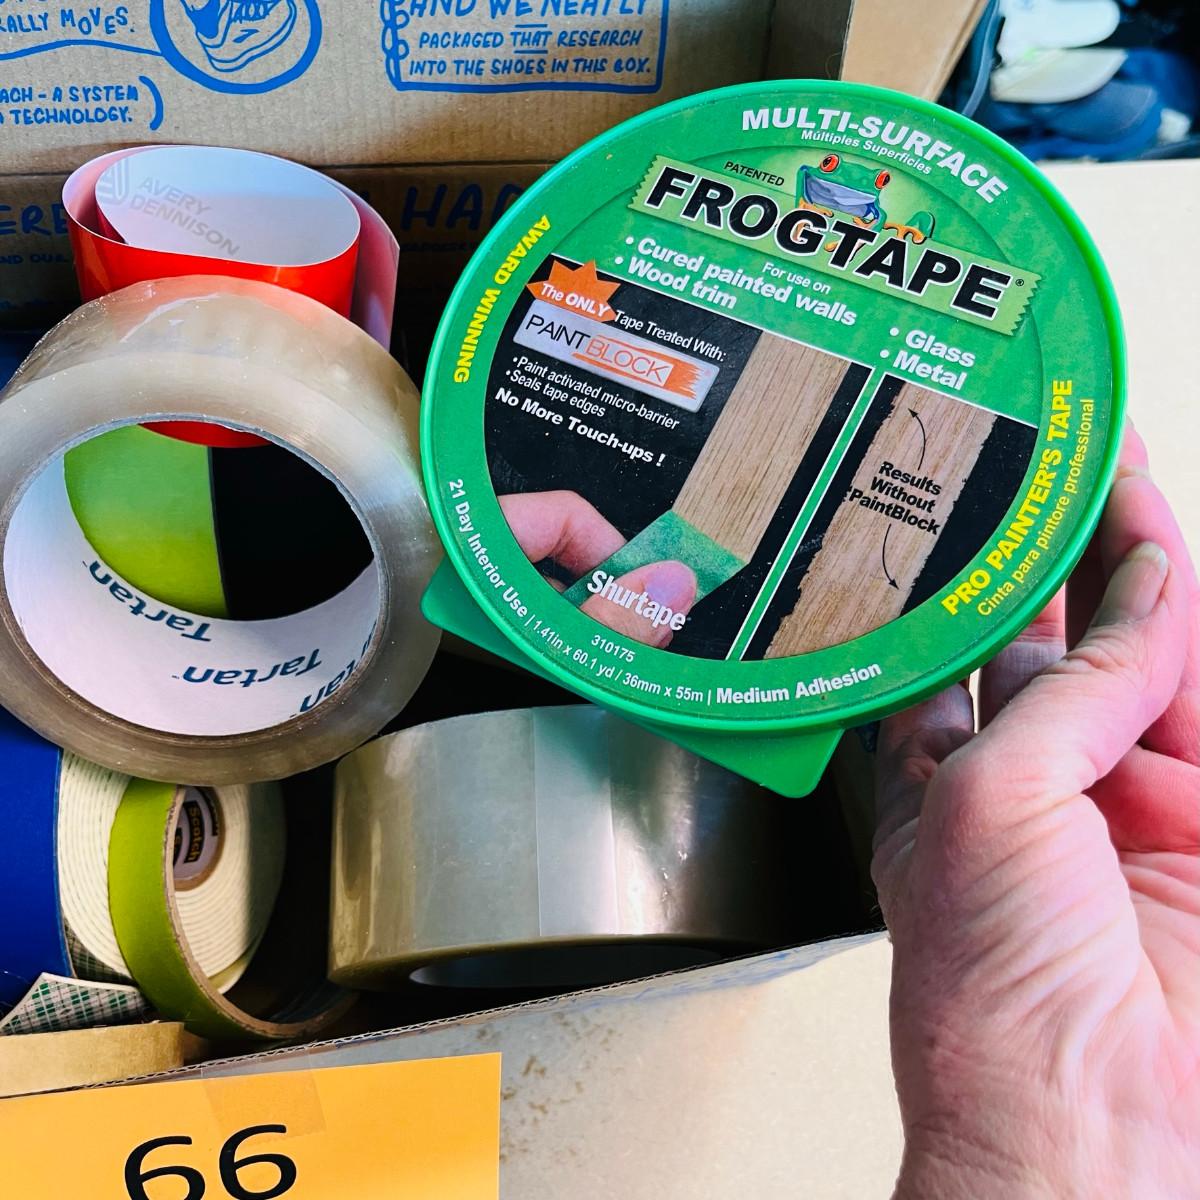 RALLY MOVES.
ACH - A SYSTEM
TECHNOLOGY.
AND WE NEATLY
PACKAGED THAT RESEARCH
INTO THE SHOES IN THIS BOX.
AVERY
DENNISON
MULTI-SURFACE
Múltiples Superficies
PATENTED
FROGTAPE®
AWARD WINNING
For use on
• Cured painted walls
• Wood trim
• Glass
• Metal
The ONLY Tape Treated With:
PAINTBLOCK
•Paint activated micro-barrier
•Seals tape edges
No More Touch-ups !
Results
Without
PaintBlock
PRO PAINTER'S TAPE
Cinta para pintore profesional
Shurtape
310175
21 Day Interior Use | 1.41in x 60.1 yd / 36mm x 55m | Medium Adhesion
Tartan™
Tartan™
Tartan
Scotch
66